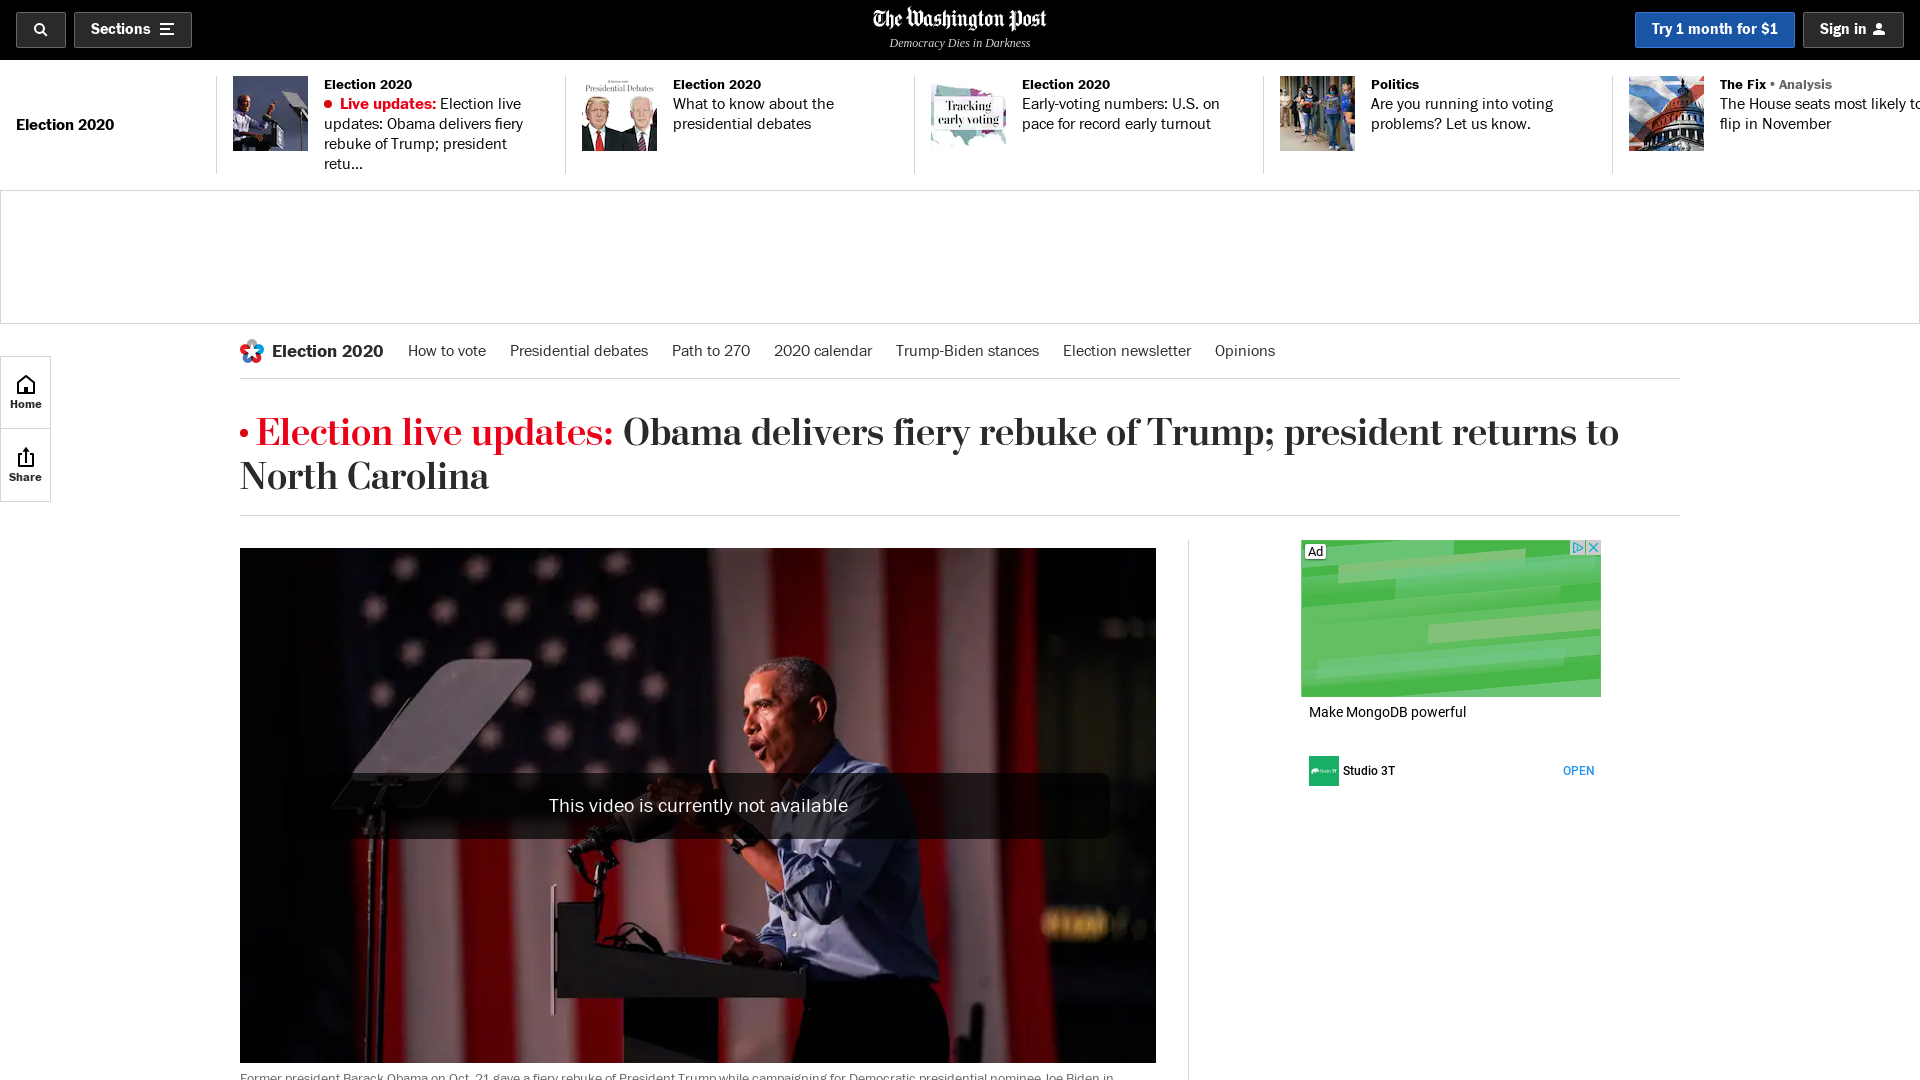 Sections
The Washington Post
Democracy Dies in Darkness
Try 1 month for $1
Sign in
Election 2020
Election 2020
Live updates: Election live
updates: Obama delivers fiery
rebuke of Trump; president
retu...
Presidential Debates
Election 2020
What to know about the
presidential debates
Tracking
early voting
Election 2020
Early-voting numbers: U.S. on
pace for record early turnout
Politics
Are you running into voting
problems? Let us know.
The Fix • Analysis
The House seats most likely to
flip in November
Election 2020
How to vote
Presidential debates
Path to 270
2020 calendar
Trump-Biden stances
Election newsletter
Opinions
Home
Share
• Election live updates: Obama delivers fiery rebuke of Trump; president returns to
North Carolina
This video is currently not available
Ad
Make MongoDB powerful
Studio 3T
Studio 3T
OPEN
Former president Barack Obama on Oct. 21 gave a fiery rebuke of President Trump while campaigning for Democratic presidential nominee Joe Biden in